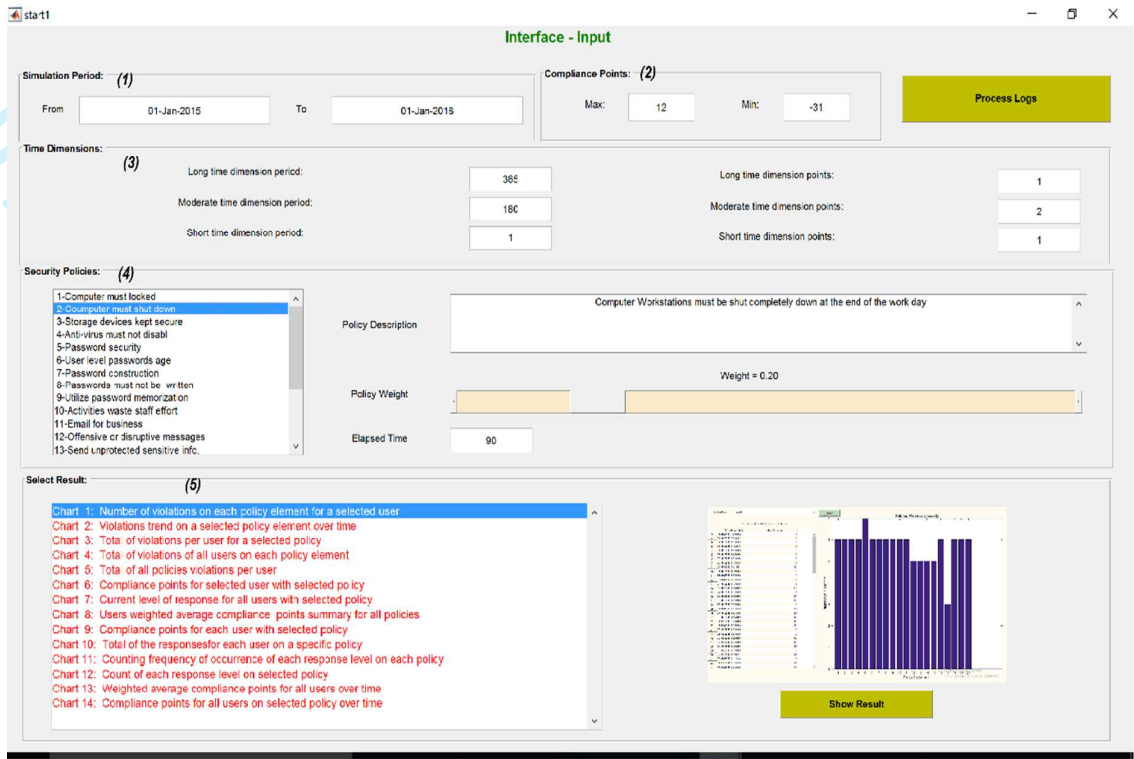 start1
Interface - Input
Simulation Period: (1)
From 01-Jan-2015 To 01-Jan-2016
Compliance Points: (2)
Max: 12 Min: -31
Process Logs
Time Dimensions:
(3)
Long time dimension period: 365 Long time dimension points: 1
Moderate time dimension period: 180 Moderate time dimension points: 2
Short time dimension period: 1 Short time dimension points: 1
Security Policies: (4)
1-Computer must locked
2-Coumputer must shut down
3-Storage devices kept secure
4-Anti-virus must not disabl
5-Password security
6-User level passwords age
7-Password construction
8-Passwords must not be written
9-Utilize password memorization
10-Activities waste staff effort
11-Email for business
12-Offensive or disruptive messages
13-Send unprotected sensitive info.
Policy Description
Computer Workstations must be shut completely down at the end of the work day
Weight = 0.20
Policy Weight
Elapsed Time 90
Select Result:
(5)
Chart 1: Number of violations on each policy element for a selected user
Chart 2: Violations trend on a selected policy element over time
Chart 3: Total of violations per user for a selected policy
Chart 4: Total of violations of all users on each policy element
Chart 5: Total of all policies violations per user
Chart 6: Compliance points for selected user with selected policy
Chart 7: Current level of response for all users with selected policy
Chart 8: Users weighted average compliance points summary for all policies
Chart 9: Compliance points for each user with selected policy
Chart 10: Total of the responsesfor each user on a specific policy
Chart 11: Counting frequency of occurrence of each response level on each policy
Chart 12: Count of each response level on selected policy
Chart 13: Weighted average compliance points for all users over time
Chart 14: Compliance points for all users on selected policy over time
Show Result